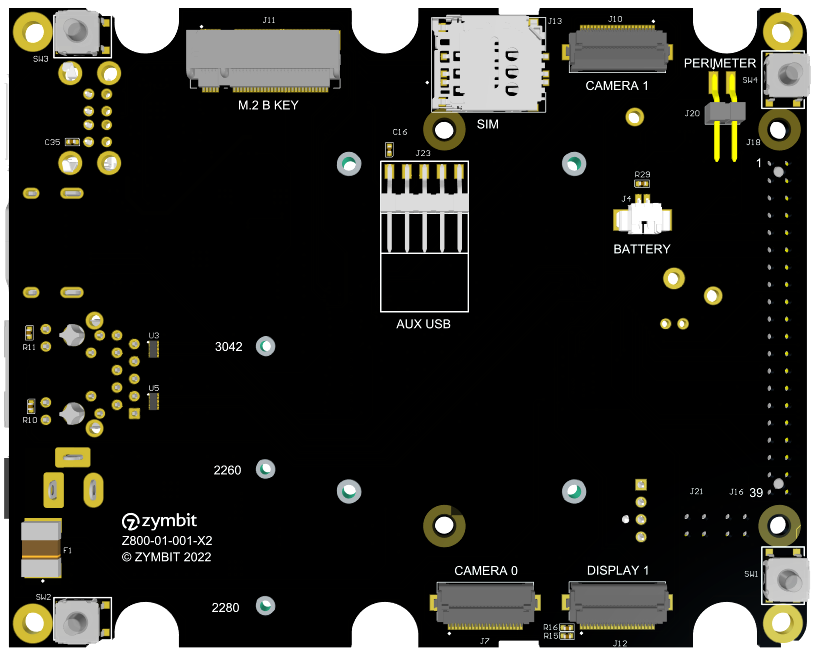 J11
J13
J10
SW3
PERIMETER
SW4
CAMERA 1
M.2 B KEY
J20
SIM
C16
C35
J18
J23
1
R29
J4
BATTERY
AUX USB
U3
R11
3042
U5
R10
2260
39
J21
J16
zymbit
Z800-01-001-X2
© ZYMBIT 2022
F1
CAMERA 0
DISPLAY 1
SW1
SW2
2280
R16
R15
J7
J12